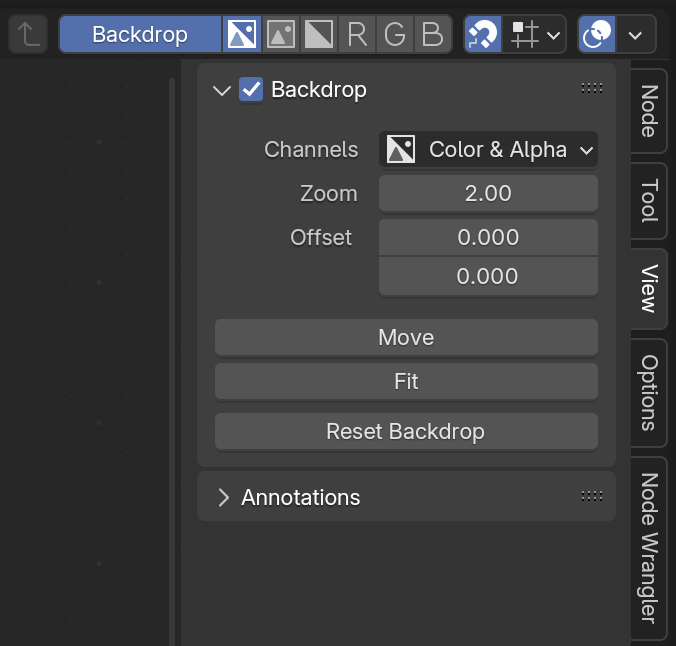 Backdrop R G B
Backdrop
Channels Color & Alpha
Zoom 2.00
Offset 0.000
0.000
Move
Fit
Reset Backdrop
Annotations
Node
Tool
View
Options
Node Wrangler